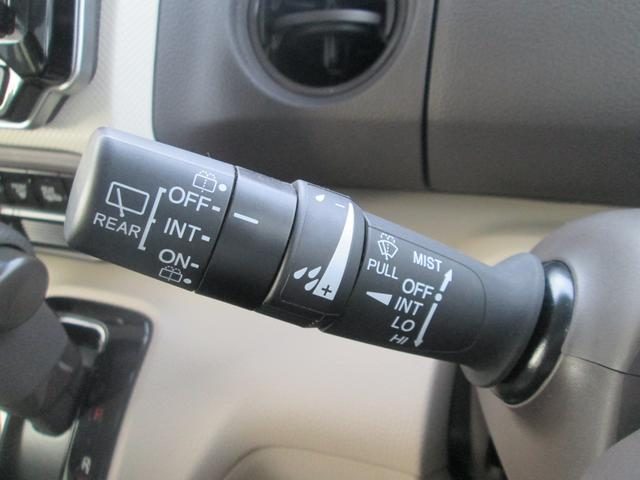 REAR
OFF
INT
ON
- 
+
PULL
MIST
OFF
INT
LO
HI
R